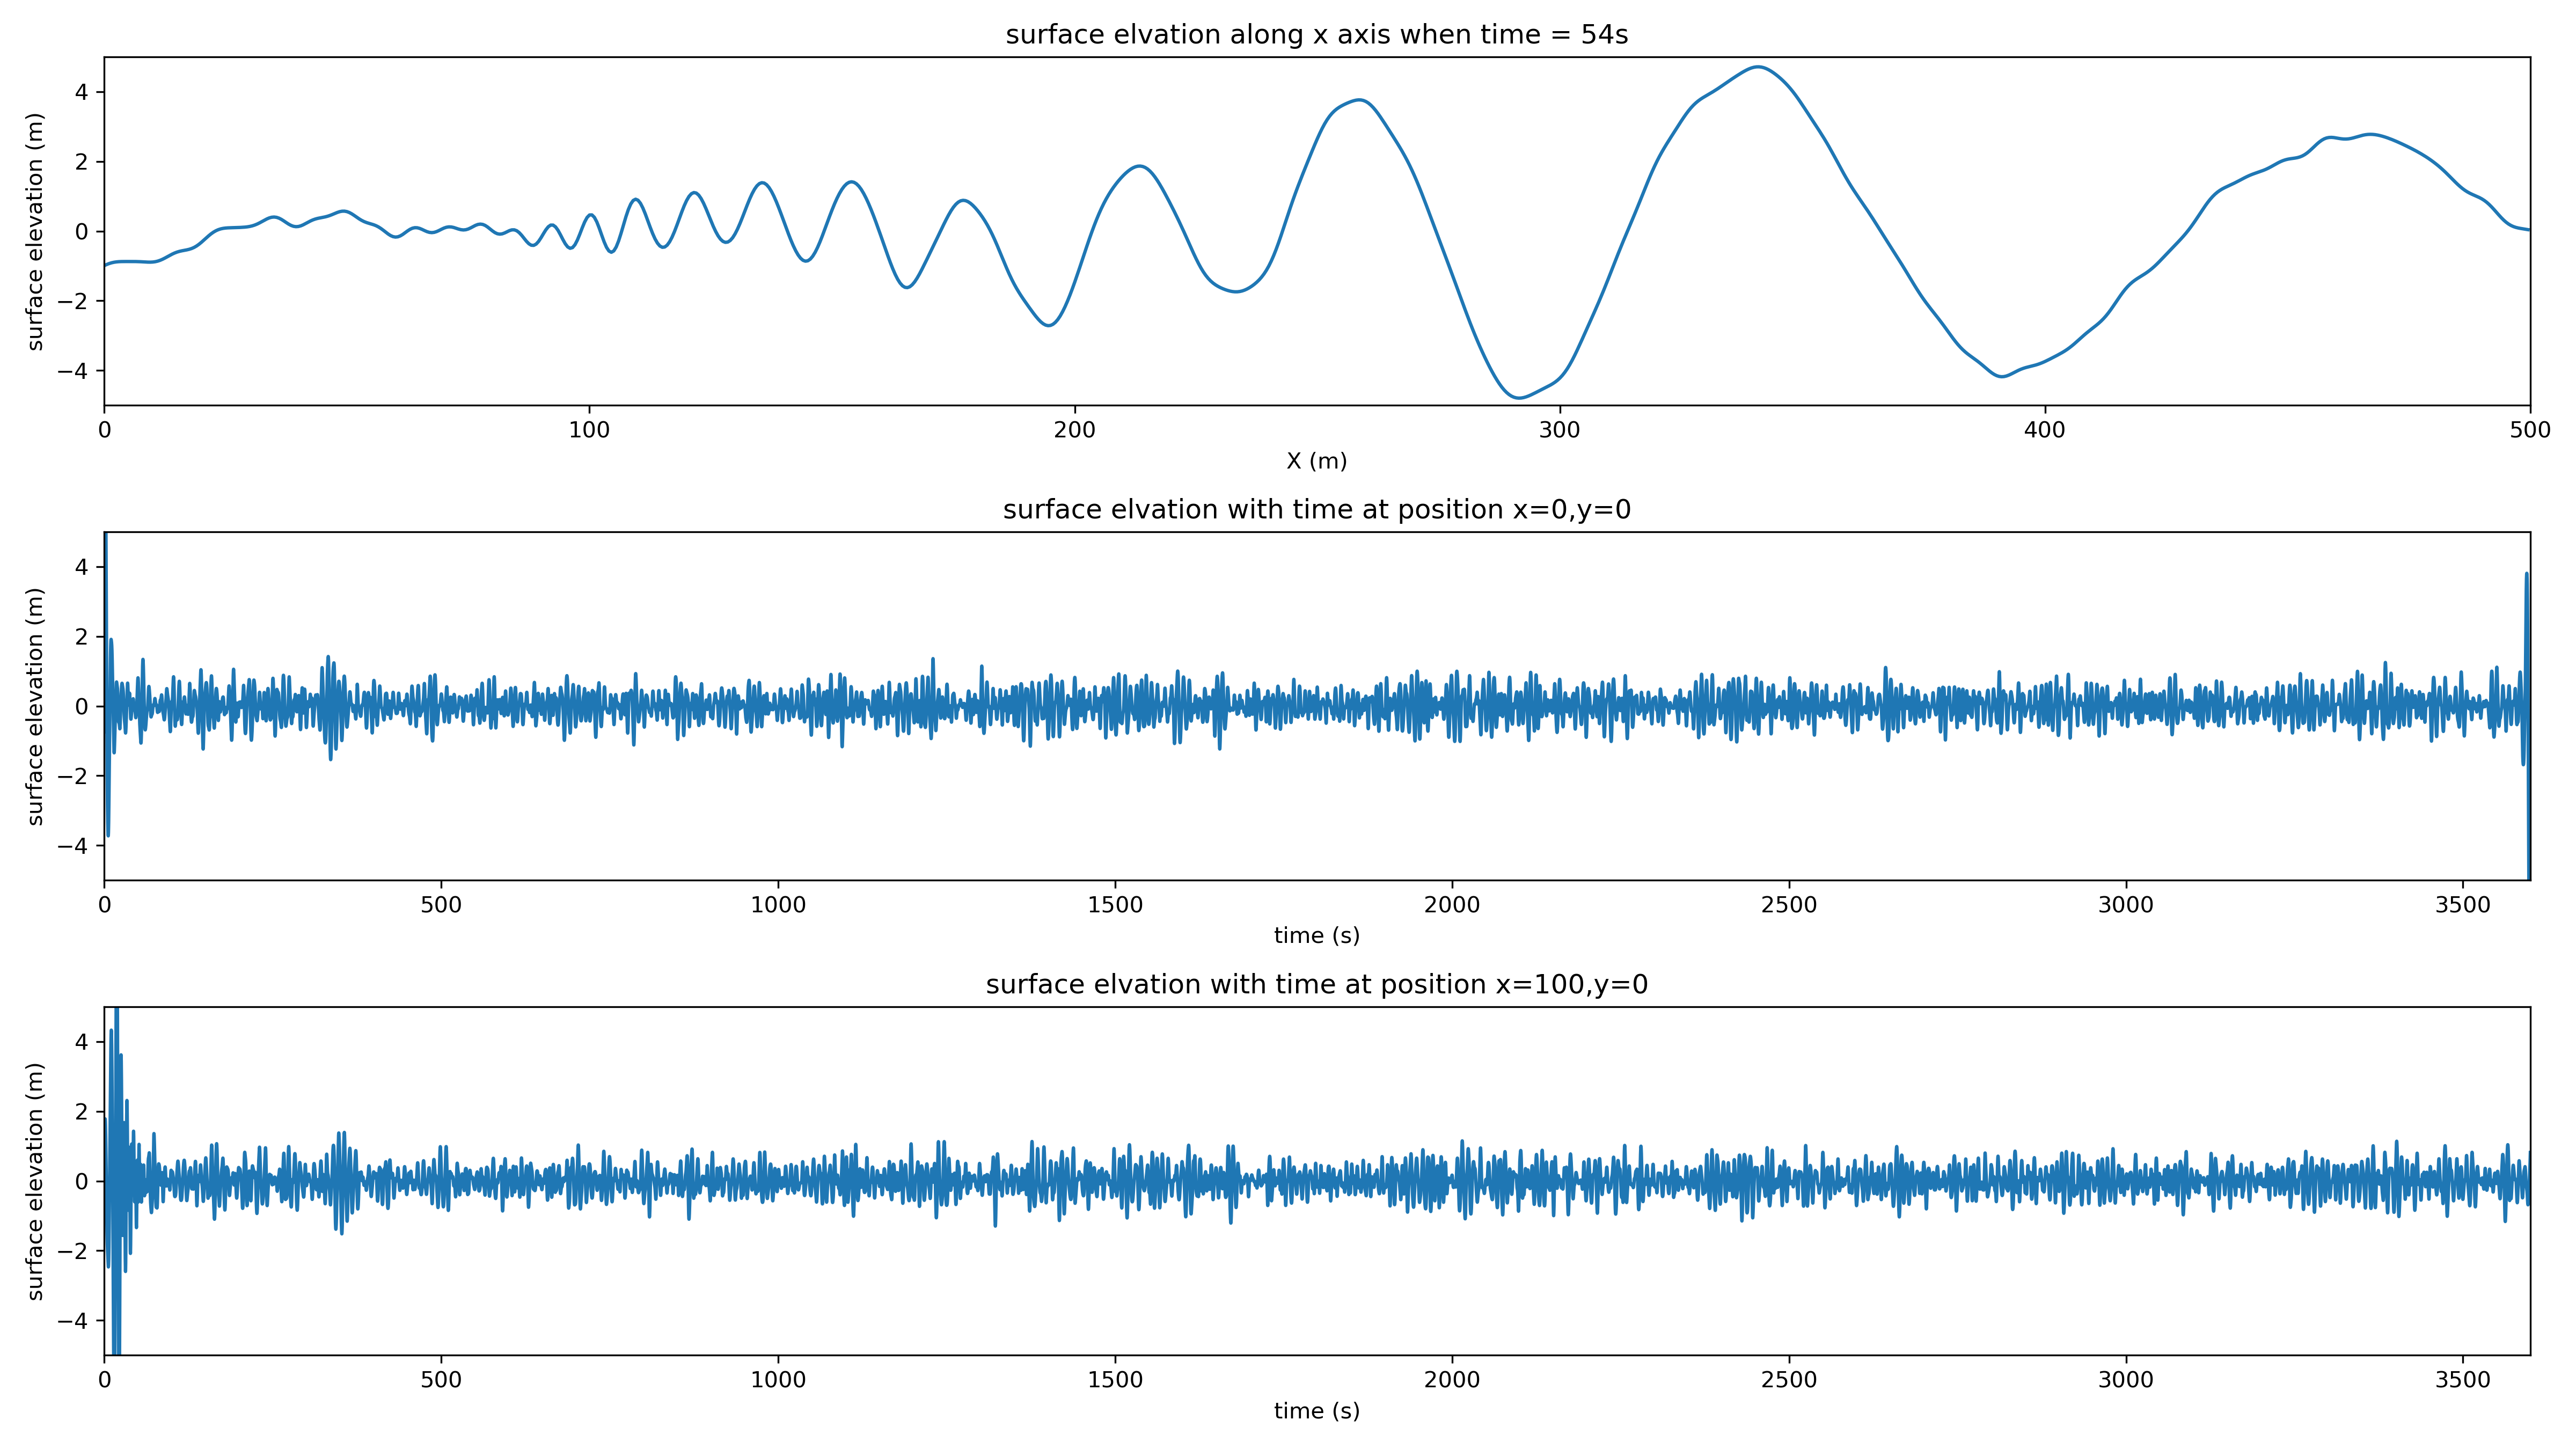 surface elvation along x axis when time = 54s
surface elevation (m)
4
2
0
−2
−4
0 100 200 300 400 500
X (m)
surface elvation with time at position x=0,y=0
surface elevation (m)
4
2
0
−2
−4
0 500 1000 1500 2000 2500 3000 3500
time (s)
surface elvation with time at position x=100,y=0
surface elevation (m)
4
2
0
−2
−4
0 500 1000 1500 2000 2500 3000 3500
time (s)